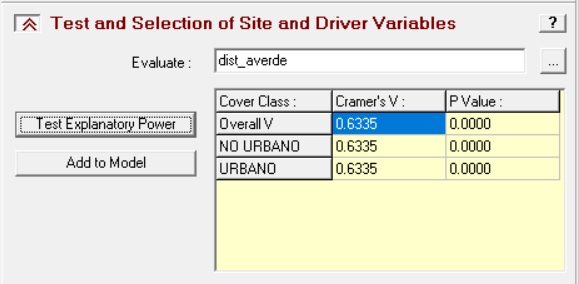 Test and Selection of Site and Driver Variables ?
Evaluate : dist_averde ...
Cover Class : Cramer's V : P Value :
Test Explanatory Power Overall V 0.6335 0.0000
NO URBANO 0.6335 0.0000
Add to Model URBANO 0.6335 0.0000